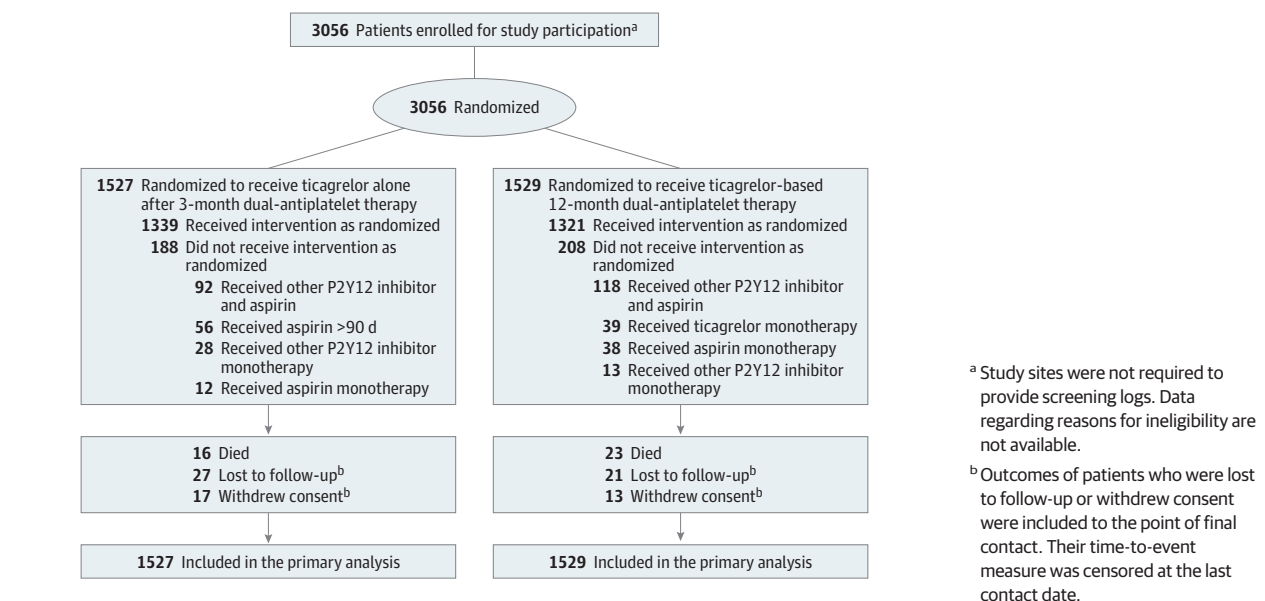 3056 Patients enrolled for study participationa
3056 Randomized
1527 Randomized to receive ticagrelor alone
after 3-month dual-antiplatelet therapy
1339 Received intervention as randomized
188 Did not receive intervention as
randomized
92 Received other P2Y12 inhibitor
and aspirin
56 Received aspirin >90 d
28 Received other P2Y12 inhibitor
monotherapy
12 Received aspirin monotherapy
1529 Randomized to receive ticagrelor-based
12-month dual-antiplatelet therapy
1321 Received intervention as randomized
208 Did not receive intervention as
randomized
118 Received other P2Y12 inhibitor
and aspirin
39 Received ticagrelor monotherapy
38 Received aspirin monotherapy
13 Received other P2Y12 inhibitor
monotherapy
16 Died
27 Lost to follow-upb
17 Withdrew consentb
23 Died
21 Lost to follow-upb
13 Withdrew consentb
1527 Included in the primary analysis
1529 Included in the primary analysis
a Study sites were not required to
provide screening logs. Data
regarding reasons for ineligibility are
not available.
b Outcomes of patients who were lost
to follow-up or withdrew consent
were included to the point of final
contact. Their time-to-event
measure was censored at the last
contact date.